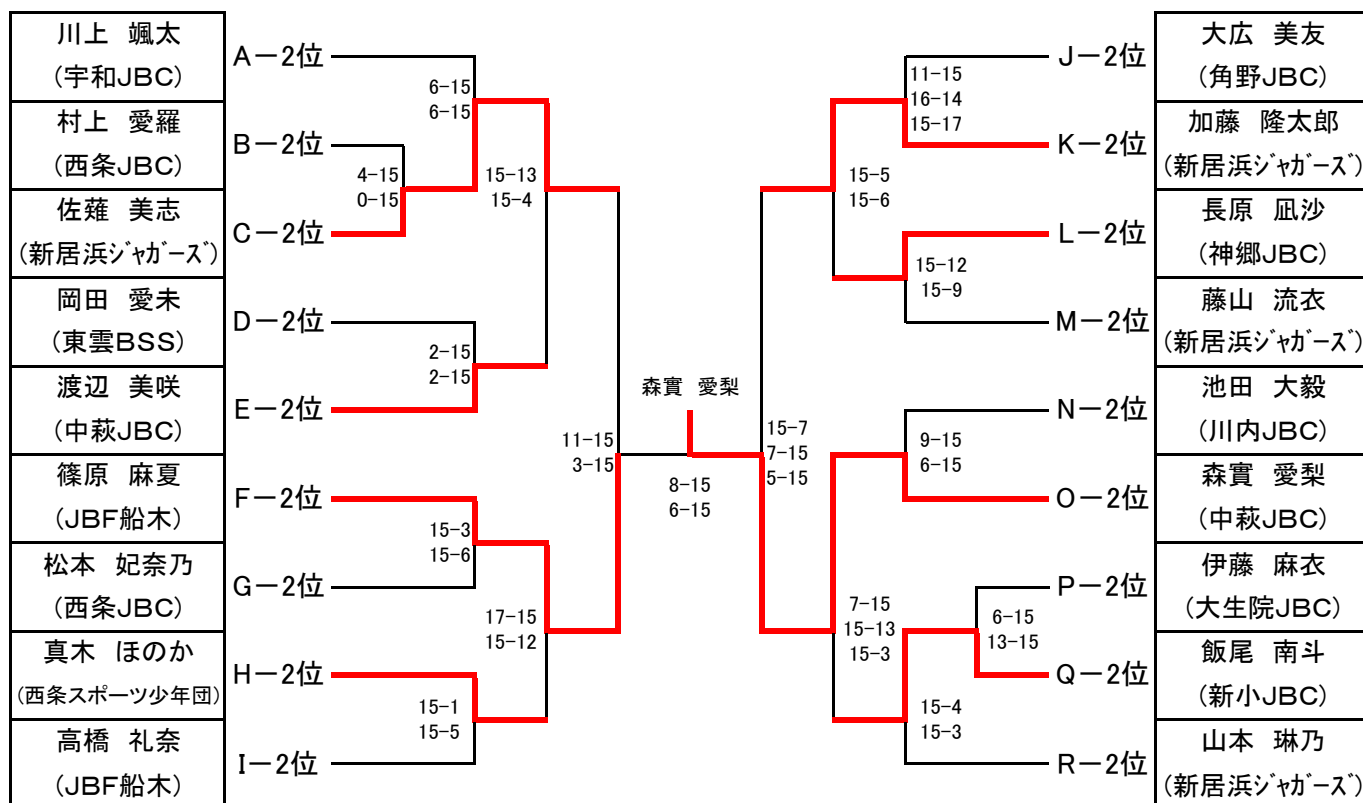 川上 颯太
(宇和JBC)
村上 愛羅
(西条JBC)
佐薙 美志
(新居浜ｼﾞｬｶﾞｰｽﾞ)
岡田 愛未
(東雲BSS)
渡辺 美咲
(中萩JBC)
篠原 麻夏
(JBF船木)
松本 妃奈乃
(西条JBC)
真木 ほのか
(西条スポーツ少年団)
高橋 礼奈
(JBF船木)
A－2位
B－2位
C－2位
D－2位
E－2位
F－2位
G－2位
H－2位
I－2位
6-15
6-15
4-15
0-15
15-13
15-4
2-15
2-15
11-15
3-15
15-3
15-6
17-15
15-12
15-1
15-5
森實 愛梨
8-15
6-15
11-15
16-14
15-17
15-5
15-6
15-12
15-9
15-7
7-15
5-15
9-15
6-15
7-15
15-13
15-3
6-15
13-15
15-4
15-3
J－2位
K－2位
L－2位
M－2位
N－2位
O－2位
P－2位
Q－2位
R－2位
大広 美友
(角野JBC)
加藤 隆太郎
(新居浜ｼﾞｬｶﾞｰｽﾞ)
長原 凪沙
(神郷JBC)
藤山 流衣
(新居浜ｼﾞｬｶﾞｰｽﾞ)
池田 大毅
(川内JBC)
森實 愛梨
(中萩JBC)
伊藤 麻衣
(大生院JBC)
飯尾 南斗
(新小JBC)
山本 琳乃
(新居浜ｼﾞｬｶﾞｰｽﾞ)